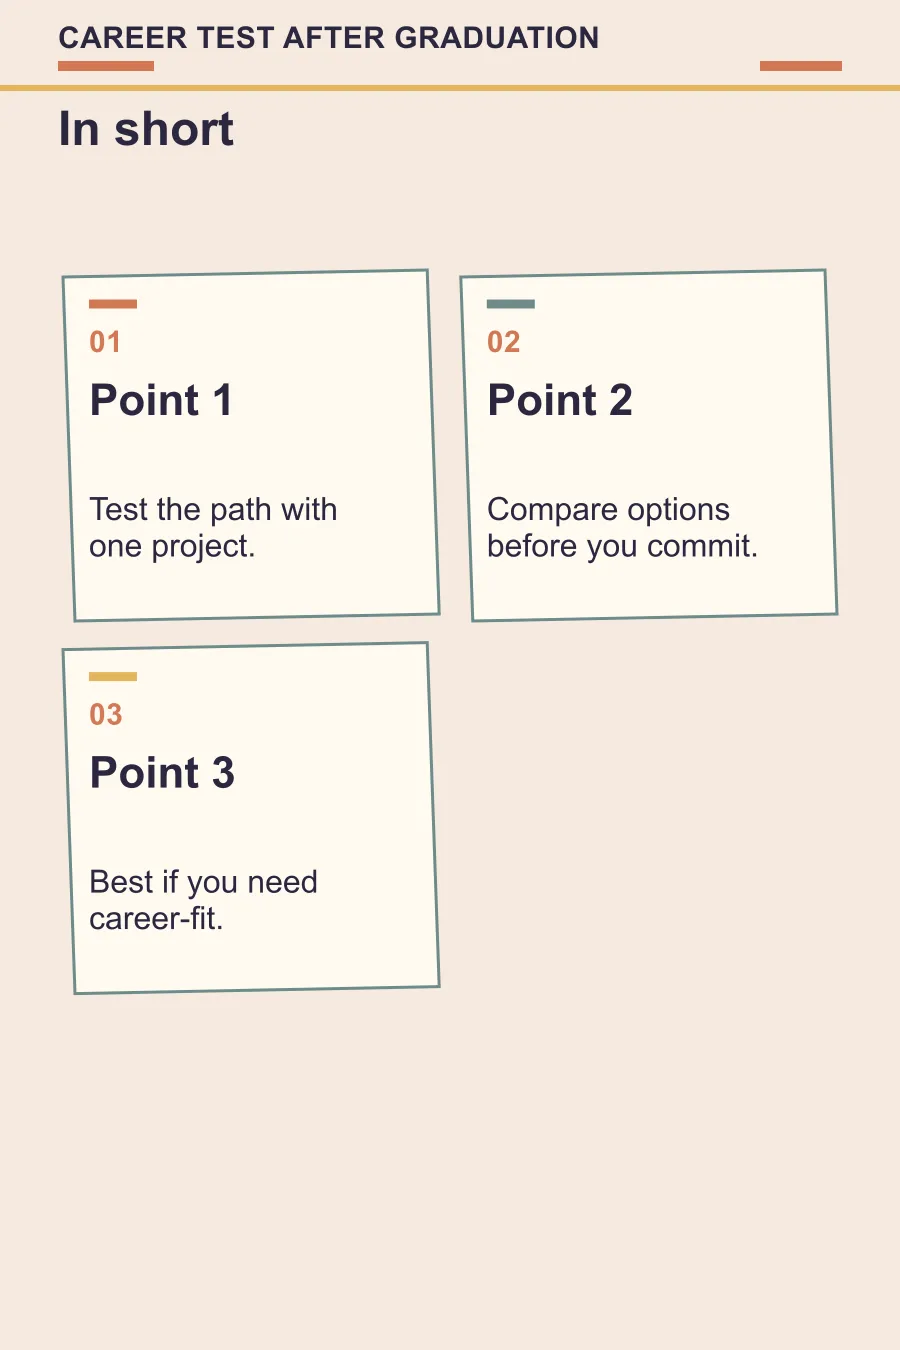 CAREER TEST AFTER GRADUATION
In short
01
Point 1
Test the path with
one project.
02
Point 2
Compare options
before you commit.
03
Point 3
Best if you need
career-fit.